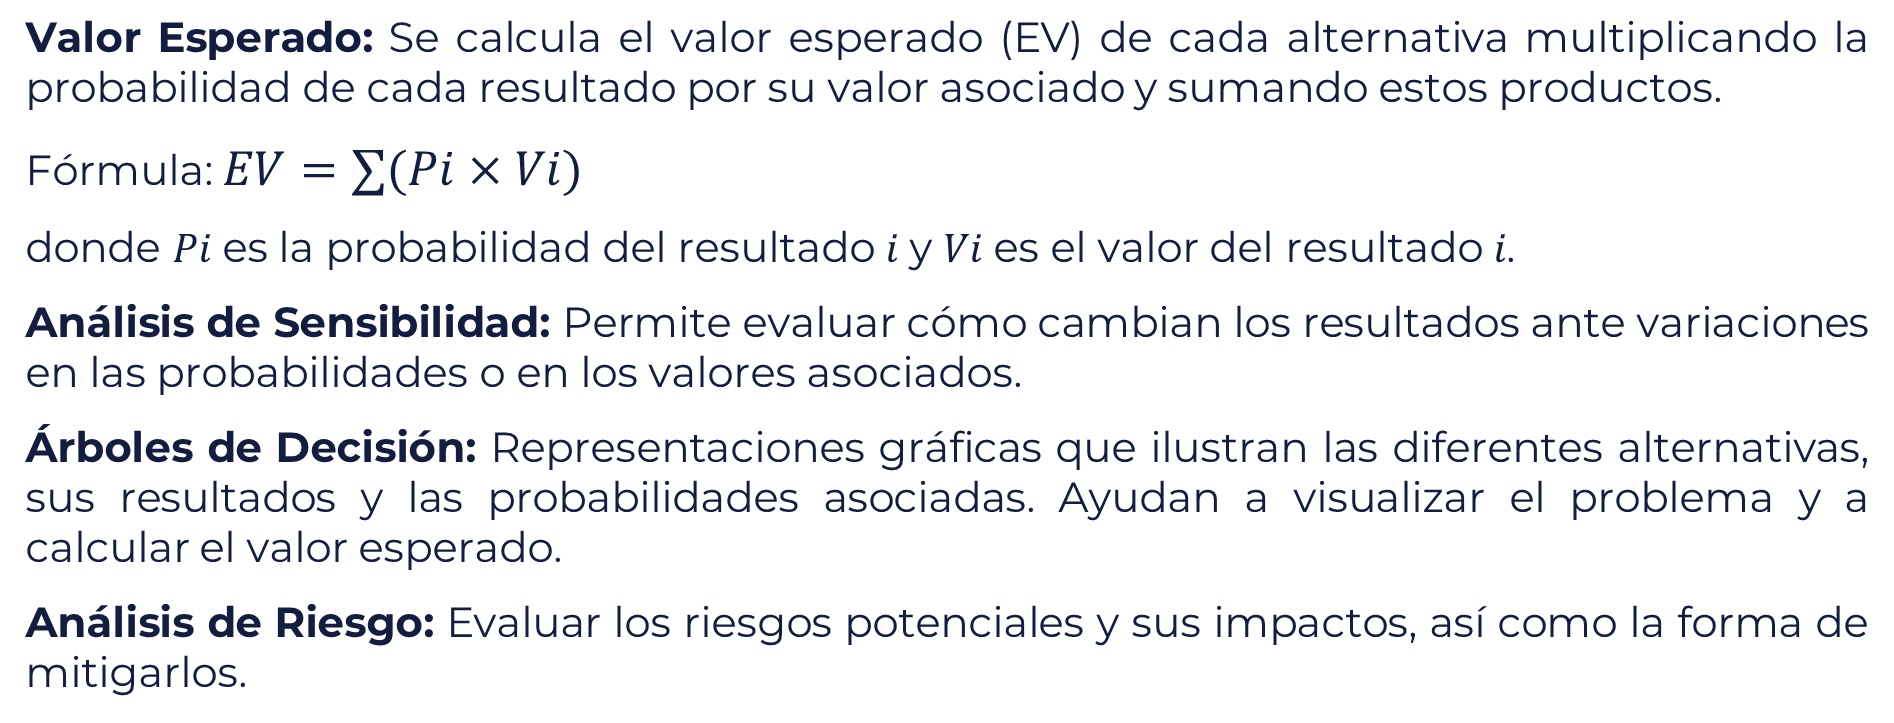 Valor Esperado: Se calcula el valor esperado (EV) de cada alternativa multiplicando la
probabilidad de cada resultado por su valor asociado y sumando estos productos.
Fórmula: EV = ∑(Pi × Vi)
donde Pi es la probabilidad del resultado i y Vi es el valor del resultado i.
Análisis de Sensibilidad: Permite evaluar cómo cambian los resultados ante variaciones
en las probabilidades o en los valores asociados.
Árboles de Decisión: Representaciones gráficas que ilustran las diferentes alternativas,
sus resultados y las probabilidades asociadas. Ayudan a visualizar el problema y a
calcular el valor esperado.
Análisis de Riesgo: Evaluar los riesgos potenciales y sus impactos, así como la forma de
mitigarlos.